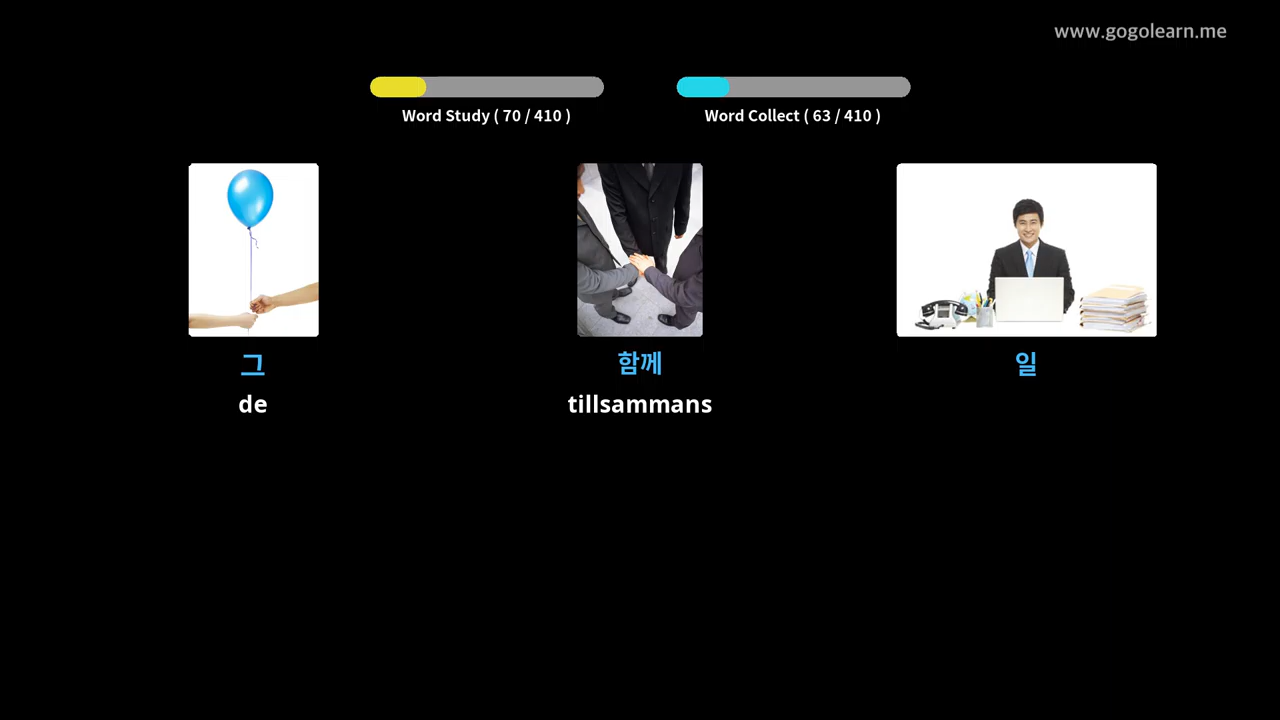 www.gogolearn.me
Word Study ( 70 / 410 )
Word Collect ( 63 / 410 )
그
de
함께
tillsammans
일